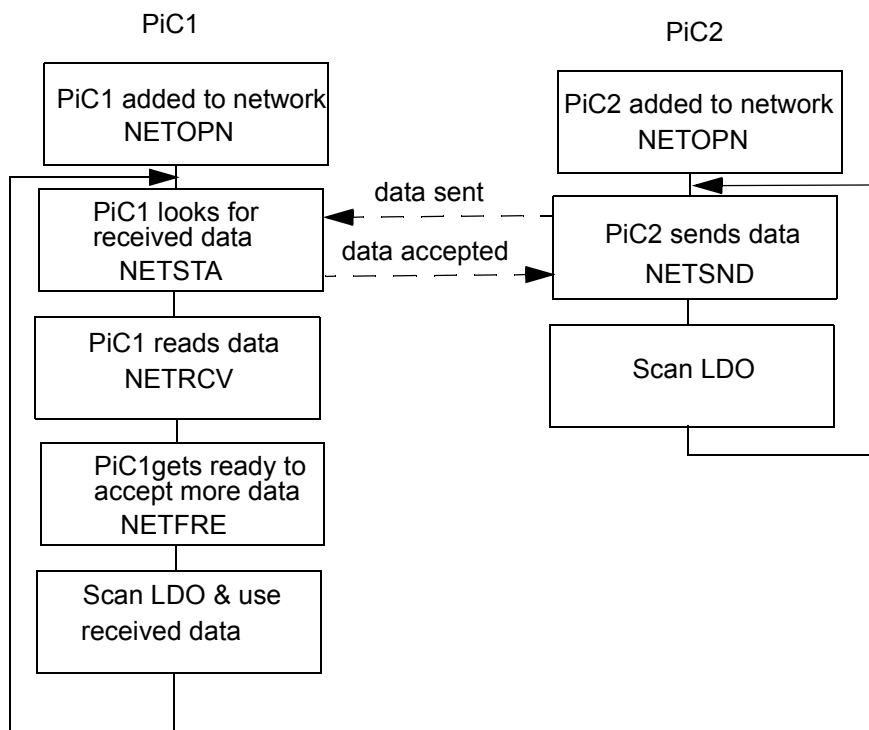 PiC1
PiC1 added to network
NETOPN
PiC1 looks for
received data
NETSTA
PiC1 reads data
NETRCV
PiC1gets ready to
accept more data
NETFRE
Scan LDO & use
received data
data sent
data accepted
PiC2
PiC2 added to network
NETOPN
PiC2 sends data
NETSND
Scan LDO